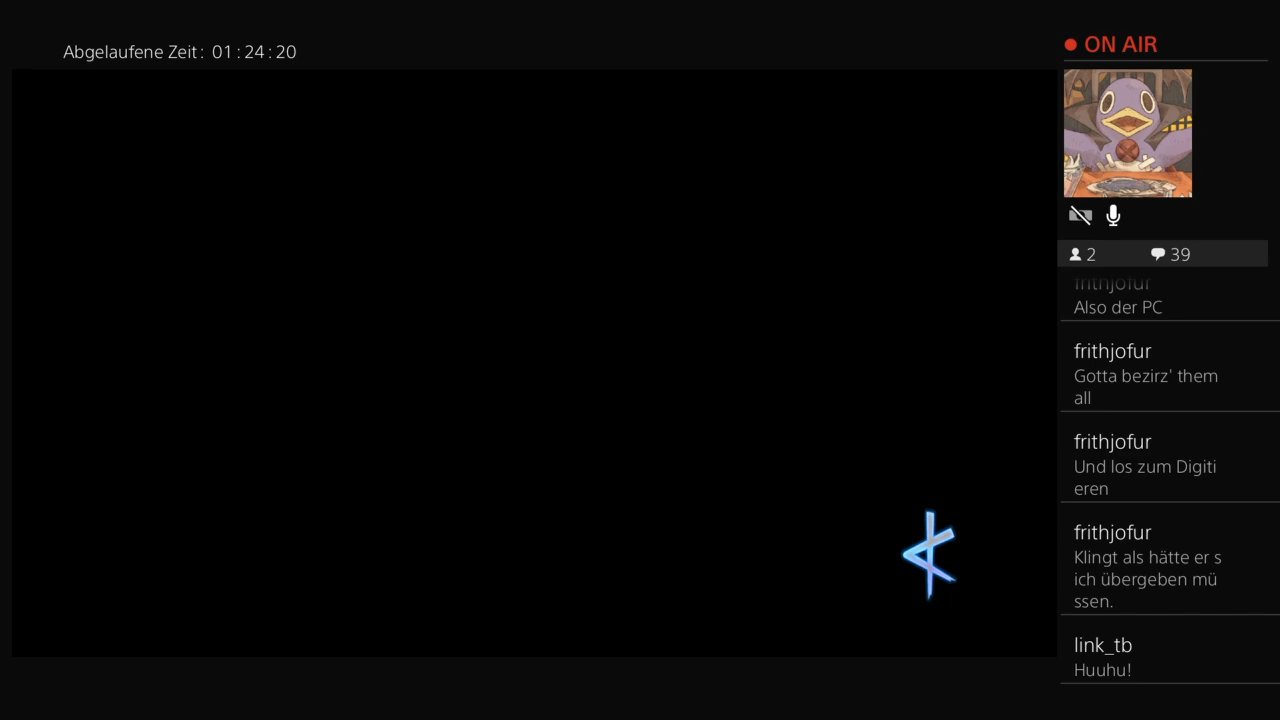 Abgelaufene Zeit: 01:24:20
ON AIR
2 39
frithjofur
Also der PC
frithjofur
Gotta bezirz' them
all
frithjofur
Und los zum Digiti
eren
frithjofur
Klingt als hätte er s
ich übergeben mü
ssen.
link_tb
Huuhu!